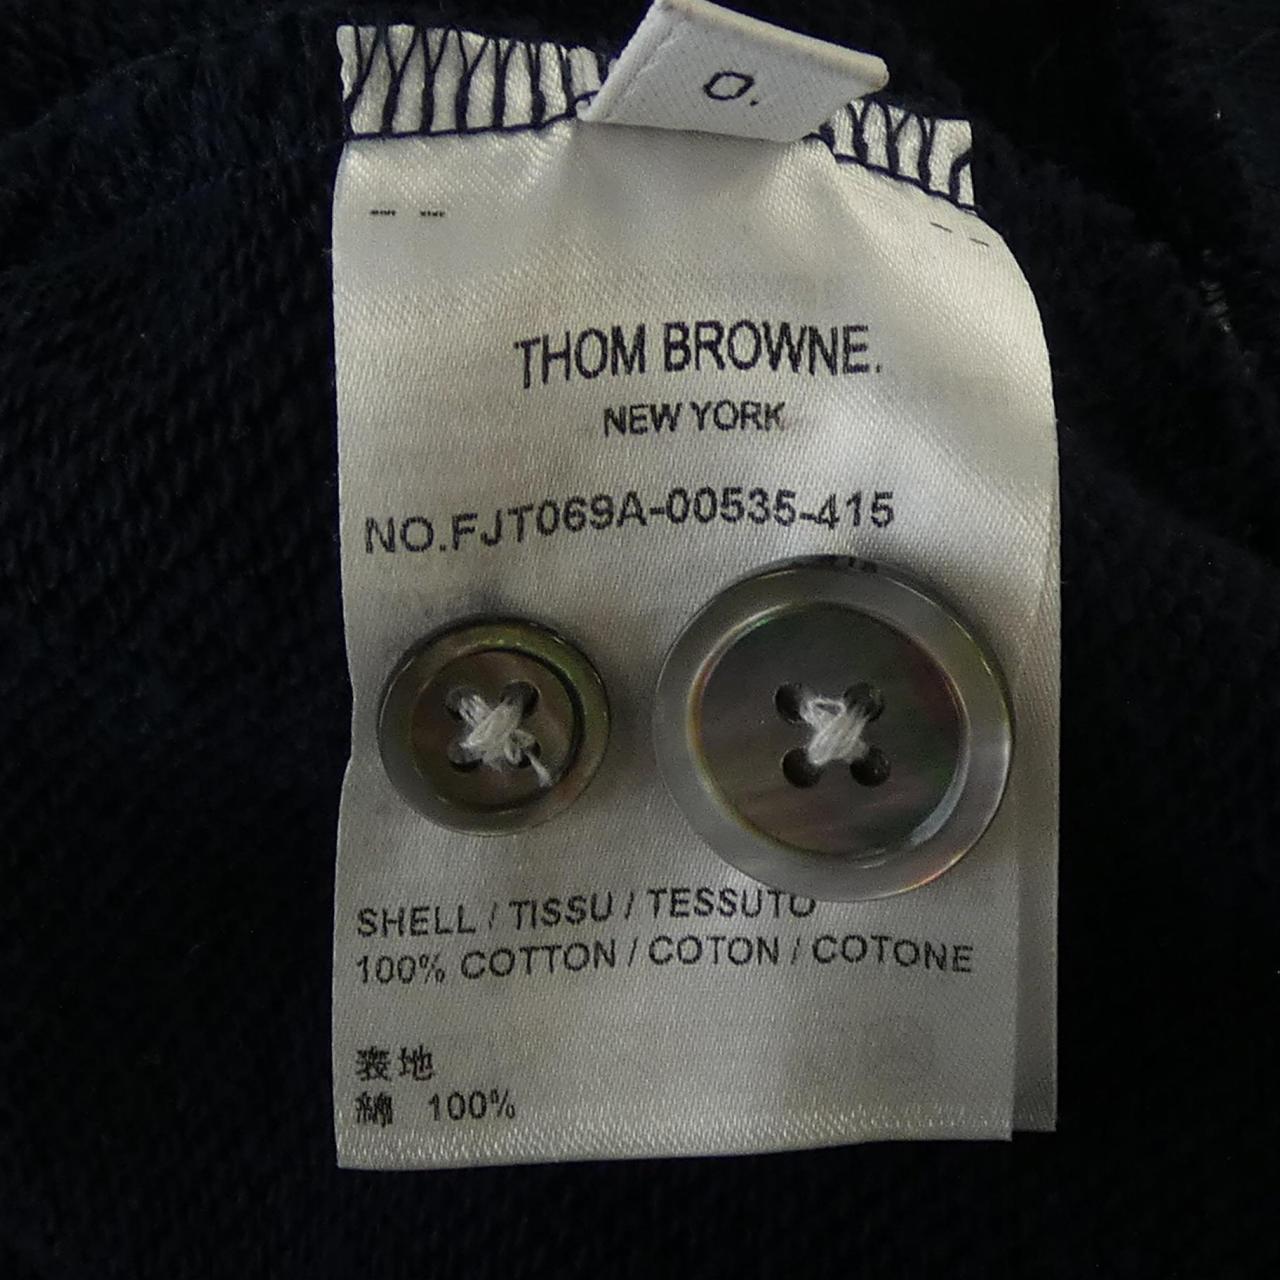 0.
THOM BROWNE.
NEW YORK
NO.FJT069A-00535-415
SHELL / TISSU / TESSUTO
100% COTTON / COTON / COTONE
表地
綿 100%